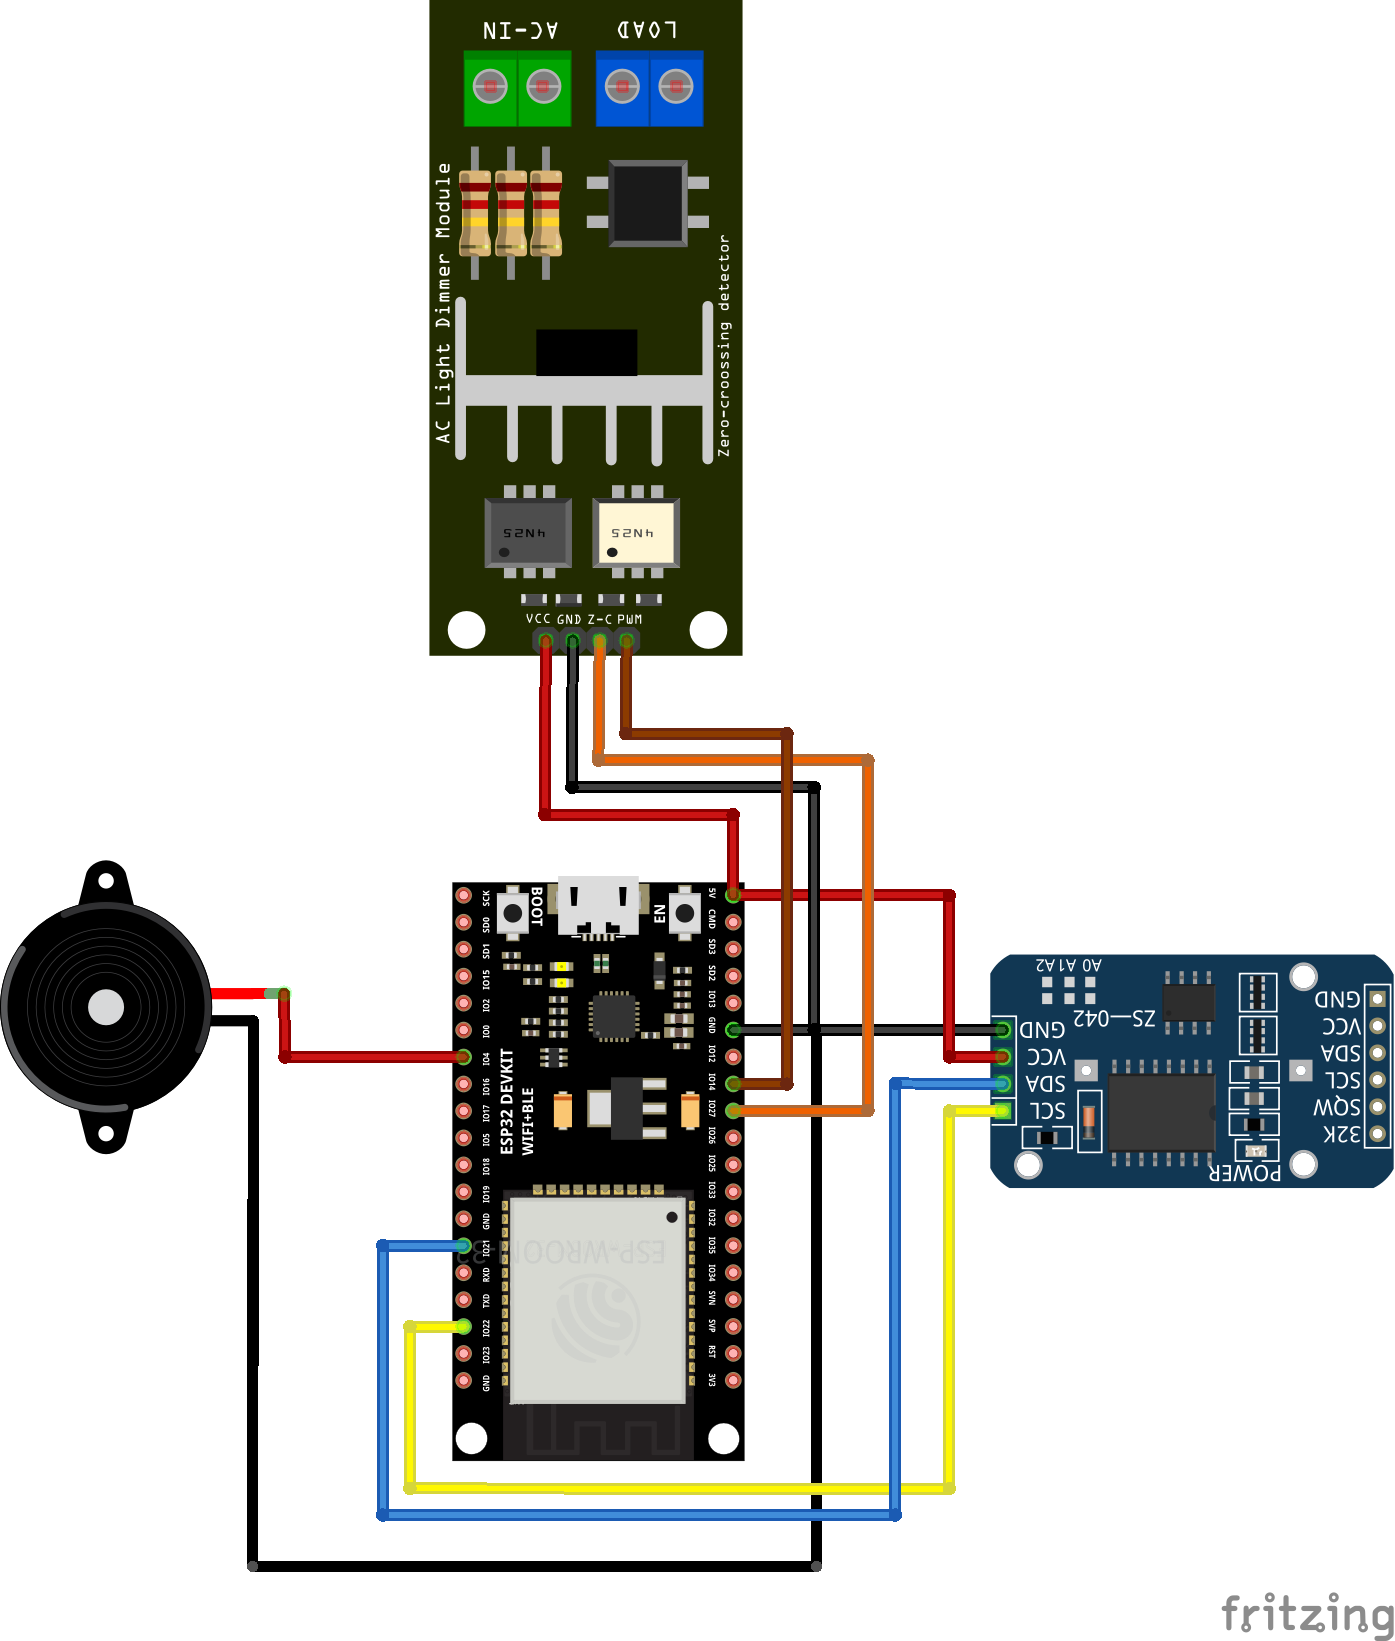 AC-IN
LOAD
AC Light Dimmer Module
Zero-croossing detector
4N25
4N25
VCC GND Z-C PWM
BOOT
EN
SCK
SD0
SD1
IO15
IO2
IO0
IO4
IO16
IO17
IO5
IO18
IO19
GND
IO21
RXD
TXD
IO22
IO23
GND
5V
CMD
SD3
SD2
IO13
GND
IO12
IO14
IO27
IO26
IO25
IO33
IO32
IO35
IO34
SVN
SVP
RST
3V3
ESP32 DEVKIT
WIFI+BLE
ESP-WROOM-32
A0 A1 A2
ZS-042
GND
VCC
SDA
SCL
GND
VCC
SDA
SCL
SQW
32K
POWER
fritzing